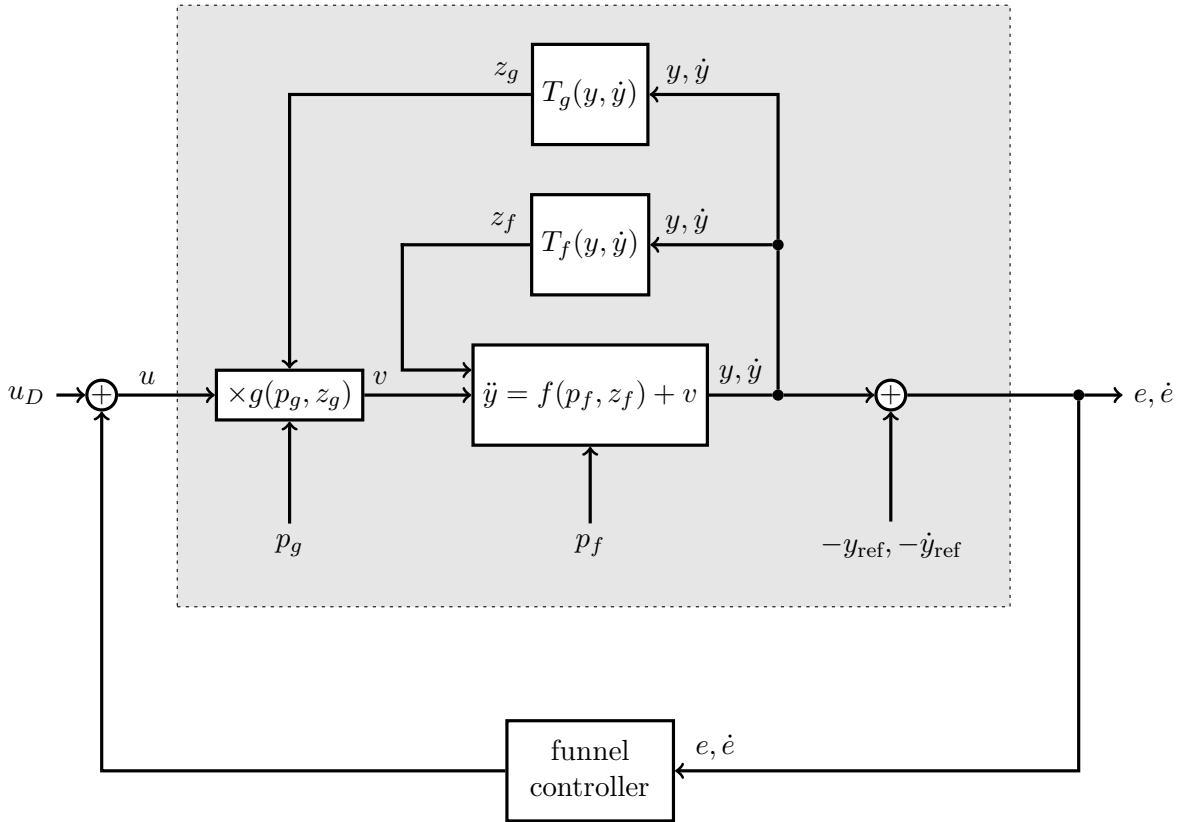 z_g
T_g(y, ẏ)
y, ẏ
z_f
T_f(y, ẏ)
y, ẏ
u_D
+
u
×g(p_g, z_g)
v
ÿ = f(p_f, z_f) + v
y, ẏ
+
e, ė
p_g
p_f
−y_ref, −ẏ_ref
funnel
controller
e, ė